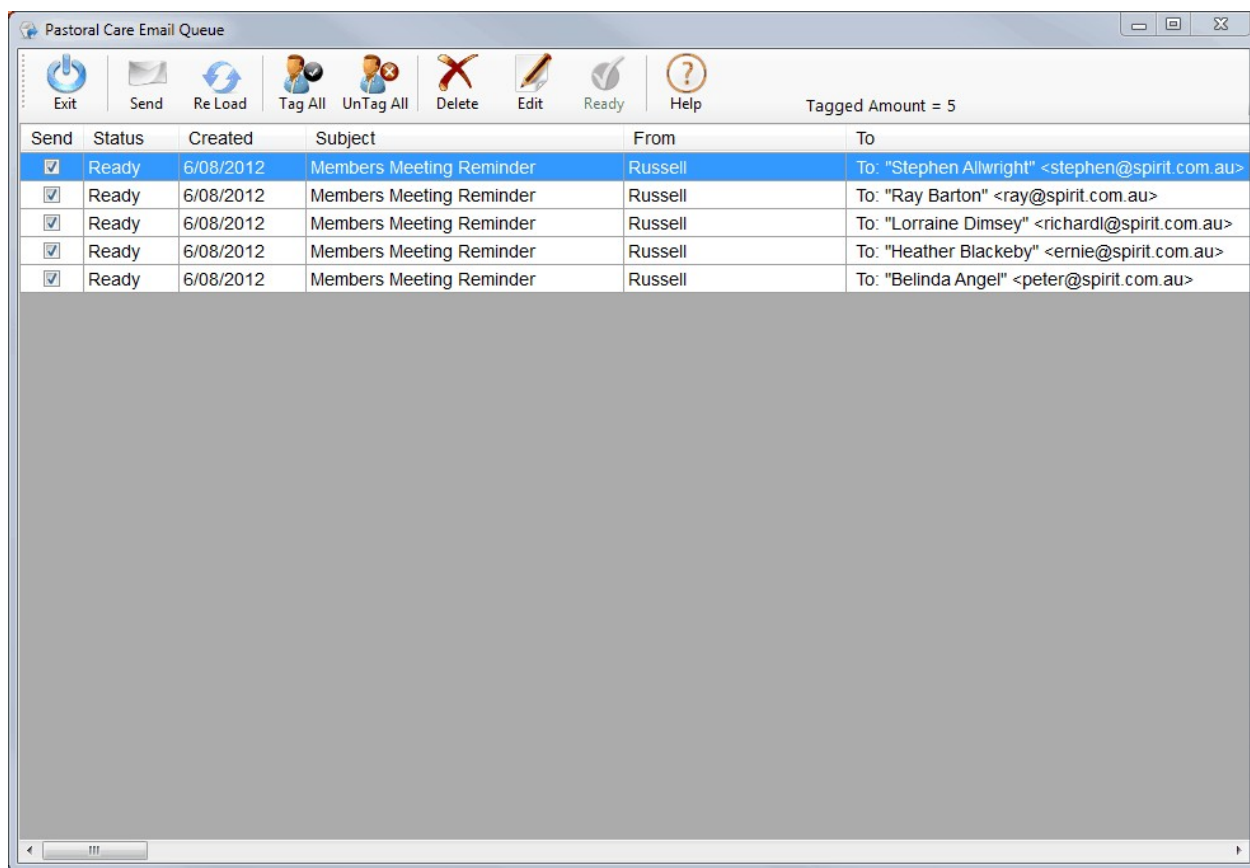 Pastoral Care Email Queue
Exit Send Re Load Tag All UnTag All Delete Edit Ready Help Tagged Amount = 5
Send Status Created Subject From To
Ready 6/08/2012 Members Meeting Reminder Russell To: "Stephen Allwright" <stephen@spirit.com.au>
Ready 6/08/2012 Members Meeting Reminder Russell To: "Ray Barton" <ray@spirit.com.au>
Ready 6/08/2012 Members Meeting Reminder Russell To: "Lorraine Dimsey" <richardl@spirit.com.au>
Ready 6/08/2012 Members Meeting Reminder Russell To: "Heather Blackeby" <ernie@spirit.com.au>
Ready 6/08/2012 Members Meeting Reminder Russell To: "Belinda Angel" <peter@spirit.com.au>